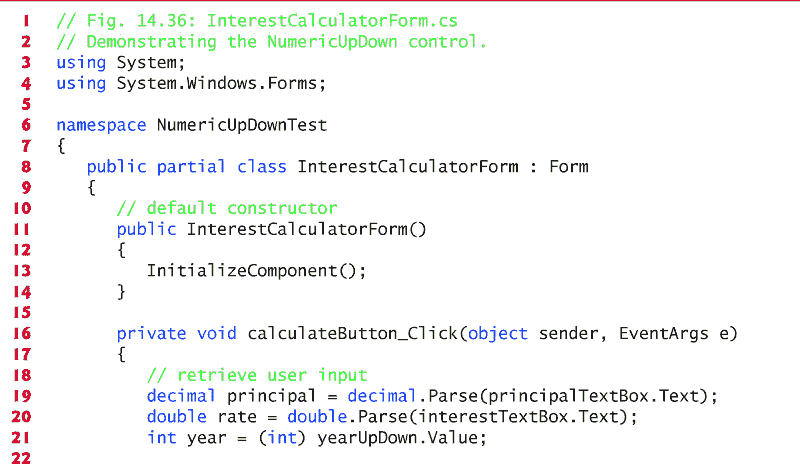 1 // Fig. 14.36: InterestCalculatorForm.cs
2 // Demonstrating the NumericUpDown control.
3 using System;
4 using System.Windows.Forms;
5
6 namespace NumericUpDownTest
7 {
8 public partial class InterestCalculatorForm : Form
9 {
10 // default constructor
11 public InterestCalculatorForm()
12 {
13 InitializeComponent();
14 }
15
16 private void calculateButton_Click(object sender, EventArgs e)
17 {
18 // retrieve user input
19 decimal principal = decimal.Parse(principalTextBox.Text);
20 double rate = double.Parse(interestTextBox.Text);
21 int year = (int) yearUpDown.Value;
22